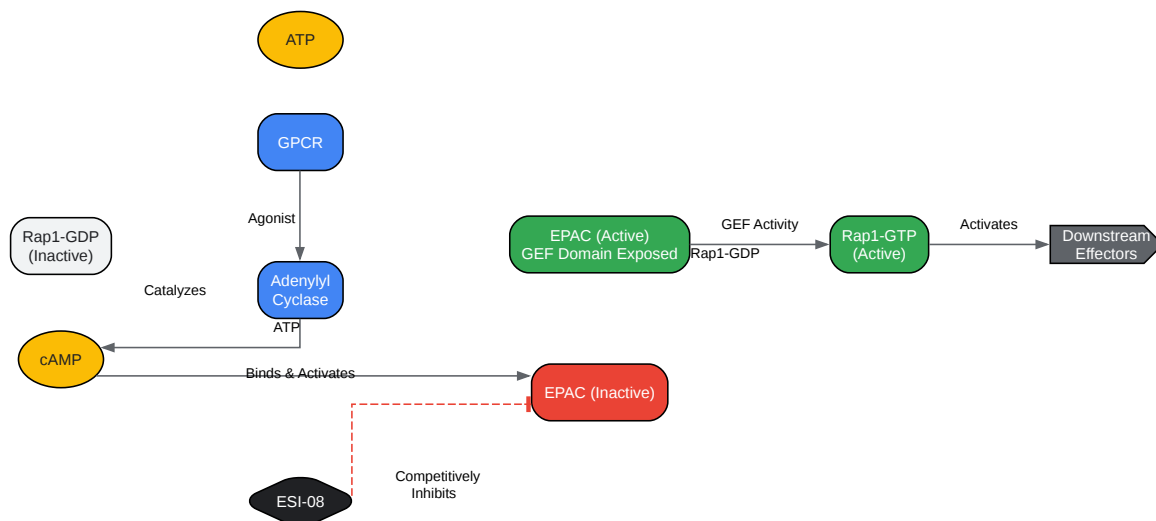 ATP
GPCR
Agonist
Rap1-GDP
(Inactive)
EPAC (Active)
GEF Domain Exposed
GEF Activity
Rap1-GDP
Rap1-GTP
(Active)
Activates
Downstream
Effectors
Adenylyl
Cyclase
Catalyzes
ATP
cAMP
Binds & Activates
EPAC (Inactive)
Competitively
Inhibits
ESI-08